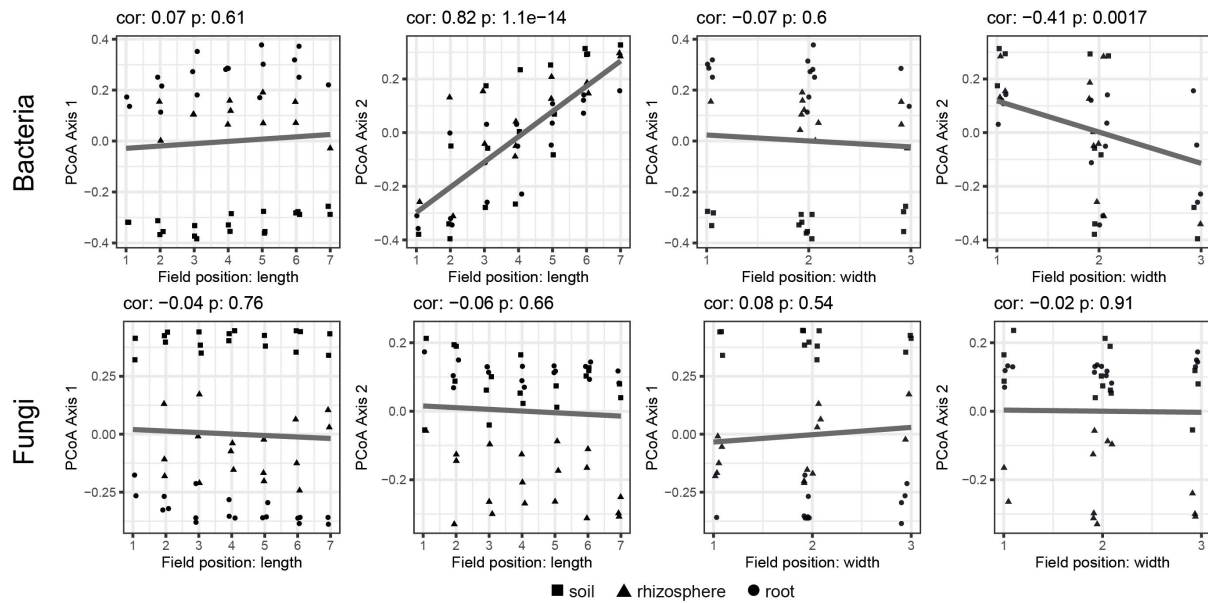 cor: 0.07 p: 0.61
cor: 0.82 p: 1.1e−14
cor: −0.07 p: 0.6
cor: −0.41 p: 0.0017
Bacteria
PCoA Axis 1
0.4
0.2
0.0
−0.2
−0.4
1 2 3 4 5 6 7
Field position: length
PCoA Axis 2
0.2
0.0
−0.2
−0.4
1 2 3 4 5 6 7
Field position: length
PCoA Axis 1
0.4
0.2
0.0
−0.2
−0.4
1 2 3
Field position: width
PCoA Axis 2
0.2
0.0
−0.2
−0.4
1 2 3
Field position: width
cor: −0.04 p: 0.76
cor: −0.06 p: 0.66
cor: 0.08 p: 0.54
cor: −0.02 p: 0.91
Fungi
PCoA Axis 1
0.25
0.00
−0.25
1 2 3 4 5 6 7
Field position: length
PCoA Axis 2
0.2
0.0
−0.2
1 2 3 4 5 6 7
Field position: length
PCoA Axis 1
0.25
0.00
−0.25
1 2 3
Field position: width
PCoA Axis 2
0.2
0.0
−0.2
1 2 3
Field position: width
soil rhizosphere root